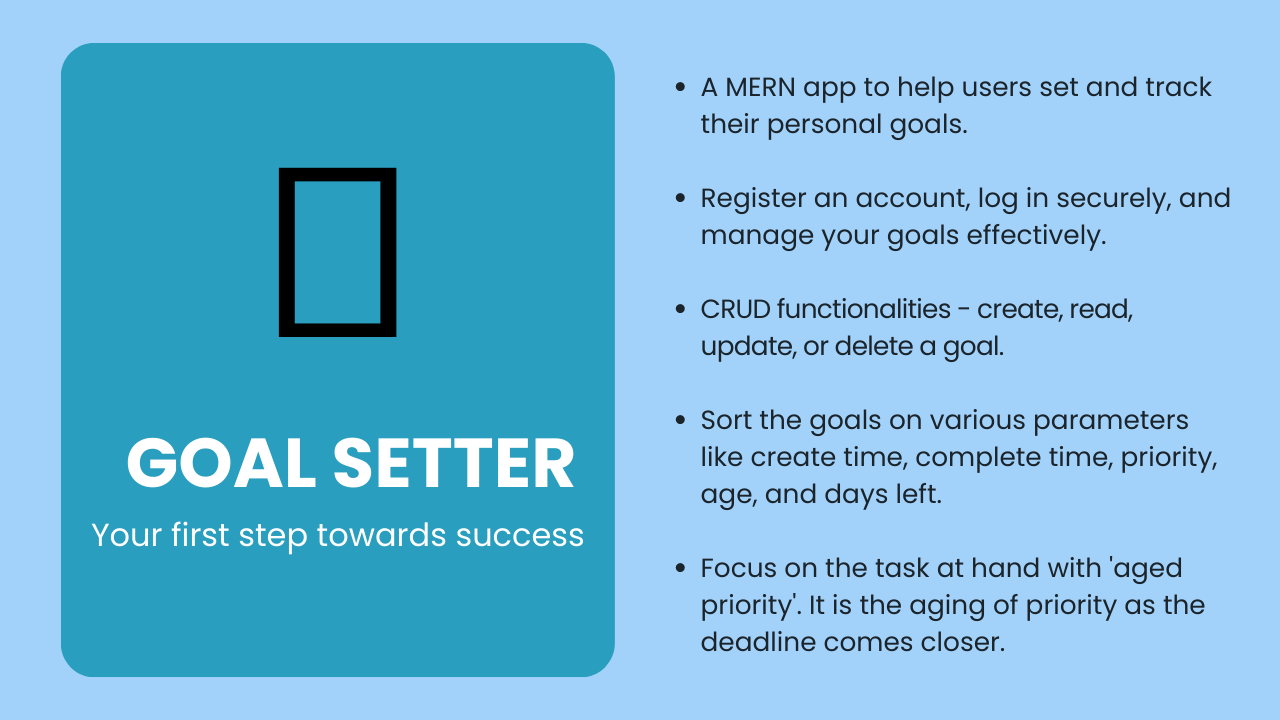 GOAL SETTER
Your first step towards success
• A MERN app to help users set and track
their personal goals.
• Register an account, log in securely, and
manage your goals effectively.
• CRUD functionalities - create, read,
update, or delete a goal.
• Sort the goals on various parameters
like create time, complete time, priority,
age, and days left.
• Focus on the task at hand with 'aged
priority'. It is the aging of priority as the
deadline comes closer.